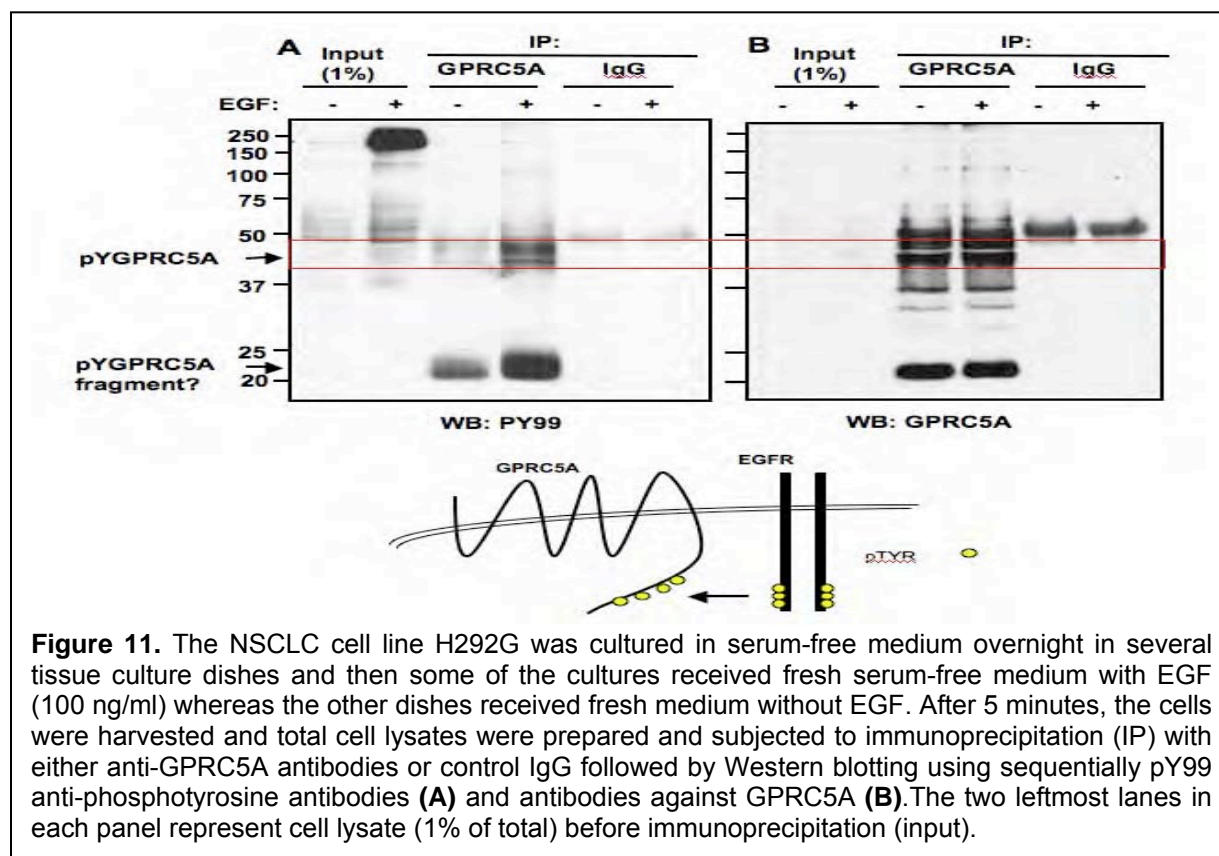 A
Input
(1%)
IP:
GPRC5A
IgG
EGF: - + - + - +
250
150
100
75
50
37
25
20
pYGPRC5A
pYGPRC5A
fragment?
WB: PY99
B
Input
(1%)
IP:
GPRC5A
IgG
- + - + - +
WB: GPRC5A
GPRC5A
EGFR
pTYR
Figure 11. The NSCLC cell line H292G was cultured in serum-free medium overnight in several
tissue culture dishes and then some of the cultures received fresh serum-free medium with EGF
(100 ng/ml) whereas the other dishes received fresh medium without EGF. After 5 minutes, the cells
were harvested and total cell lysates were prepared and subjected to immunoprecipitation (IP) with
either anti-GPRC5A antibodies or control IgG followed by Western blotting using sequentially pY99
anti-phosphotyrosine antibodies (A) and antibodies against GPRC5A (B).The two leftmost lanes in
each panel represent cell lysate (1% of total) before immunoprecipitation (input).